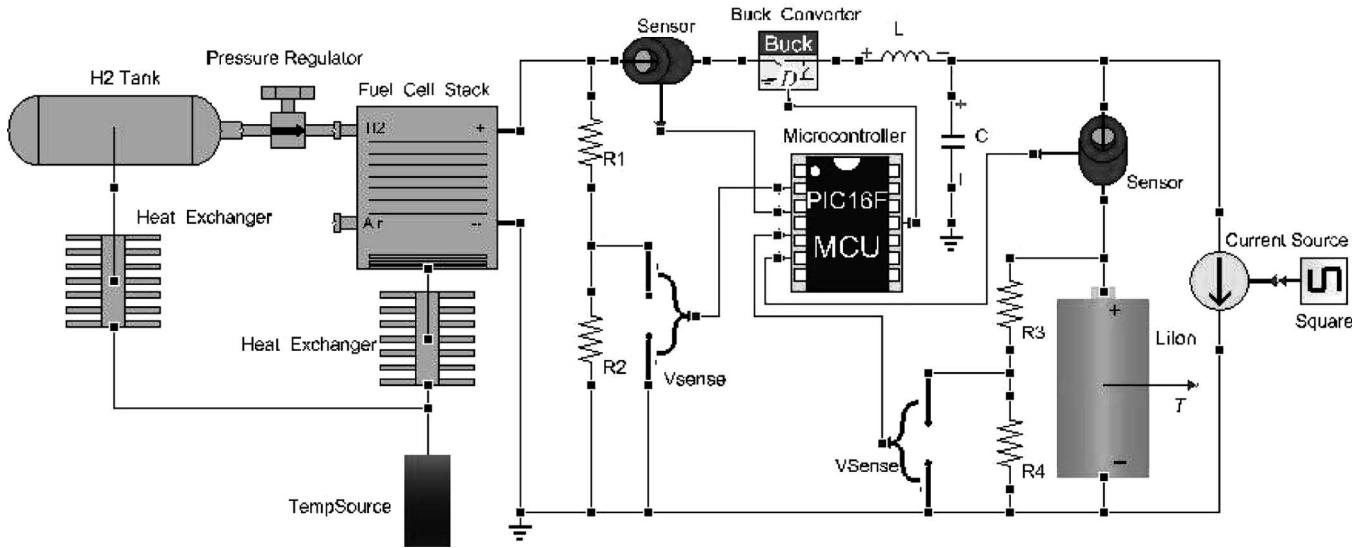 Buck Converter
Sensor
L
Buck
+
−
Pressure Regulator
H2 Tank
Fuel Cell Stack
D
+
H2
+
C
Microcontroller
R1
PIC16F
Sensor
Heat Exchanger
Air
--
MCU
Current Source
+
Heat Exchanger
R3
LiIon
Square
R2
Vsense
T
VSense
R4
−
TempSource